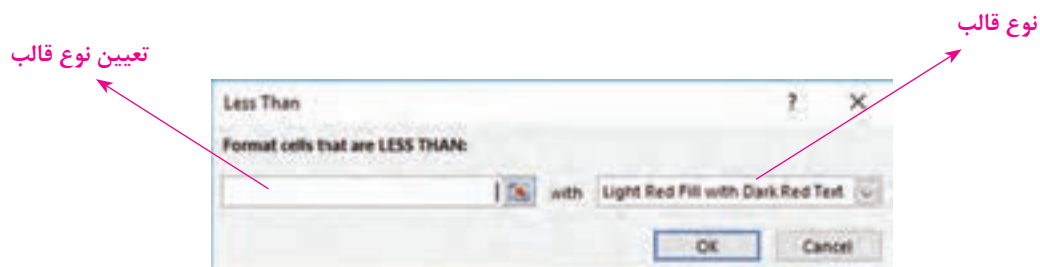 نوع قالب
تعیین نوع قالب
Less Than ? X
Format cells that are LESS THAN:
with Light Red Fill with Dark Red Text
OK Cancel